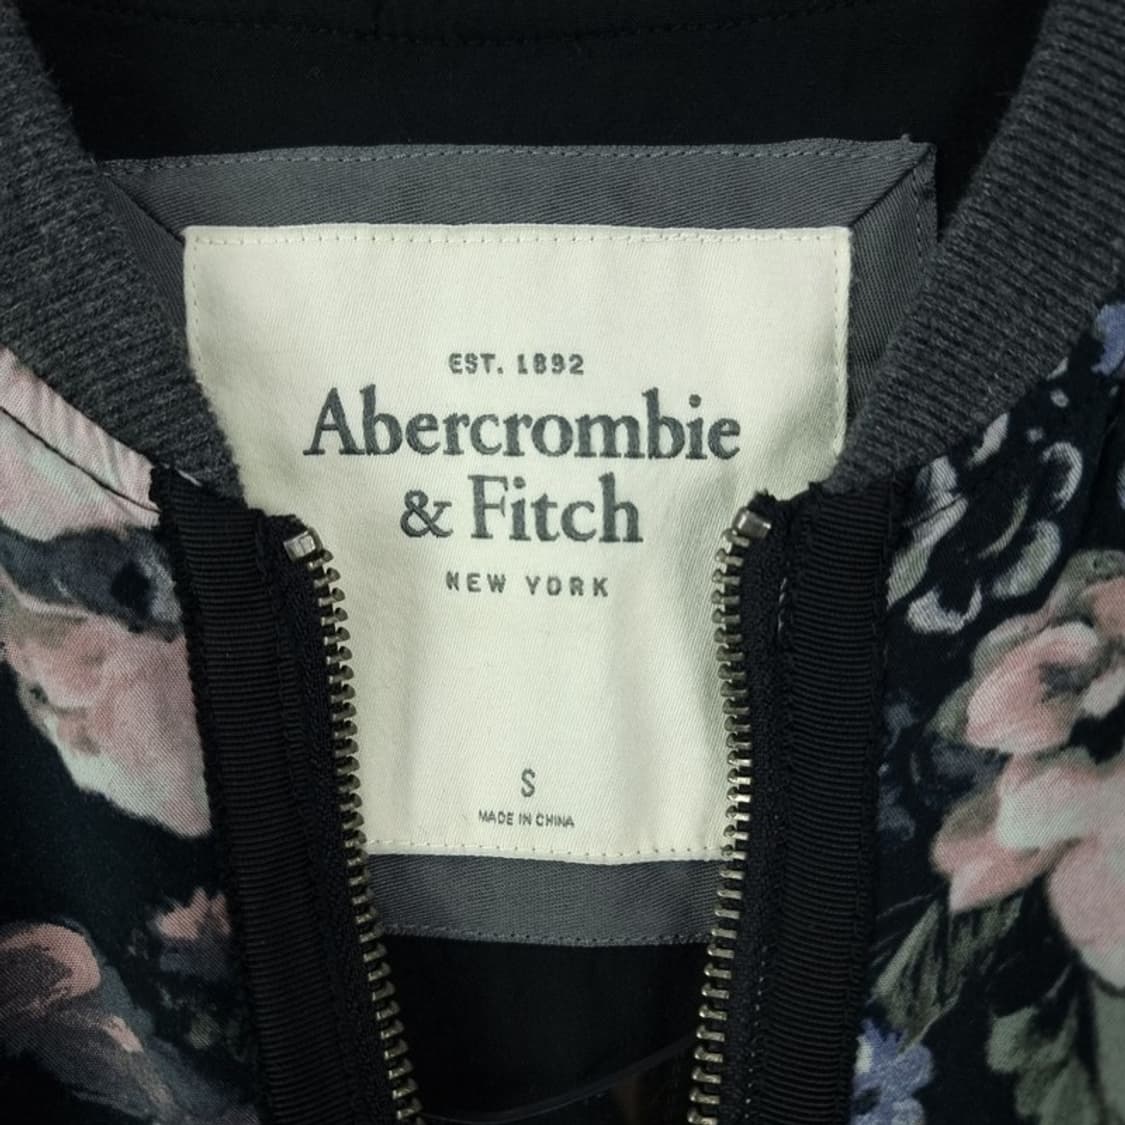 EST. 1892
Abercrombie
& Fitch
NEW YORK
S
MADE IN CHINA